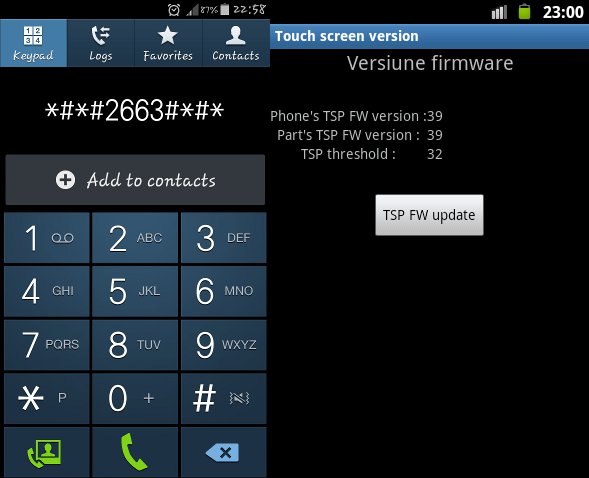 87% 22:58
Keypad Logs Favorites Contacts
*#*#2663#*#*
Add to contacts
1 2 ABC 3 DEF
4 GHI 5 JKL 6 MNO
7 PQRS 8 TUV 9 WXYZ
* P 0 + #
23:00
Touch screen version
Versiune firmware
Phone's TSP FW version :39
Part's TSP FW version : 39
TSP threshold : 32
TSP FW update